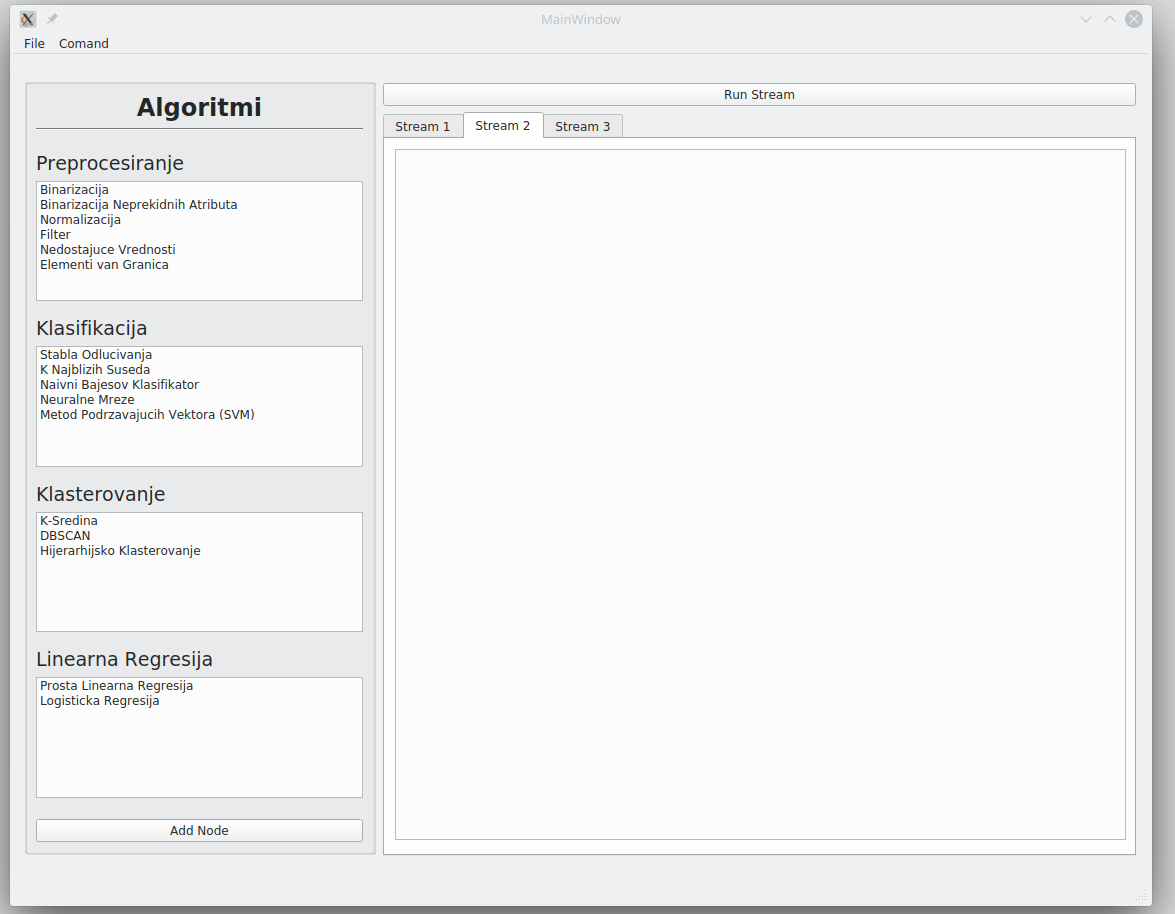 MainWindow
File Comand
Algoritmi
Preprocesiranje
Binarizacija
Binarizacija Neprekidnih Atributa
Normalizacija
Filter
Nedostajuce Vrednosti
Elementi van Granica
Klasifikacija
Stabla Odlucivanja
K Najblizih Suseda
Naivni Bajesov Klasifikator
Neuralne Mreze
Metod Podrzavajucih Vektora (SVM)
Klasterovanje
K-Sredina
DBSCAN
Hijerarhijsko Klasterovanje
Linearna Regresija
Prosta Linearna Regresija
Logisticka Regresija
Add Node
Run Stream
Stream 1 Stream 2 Stream 3